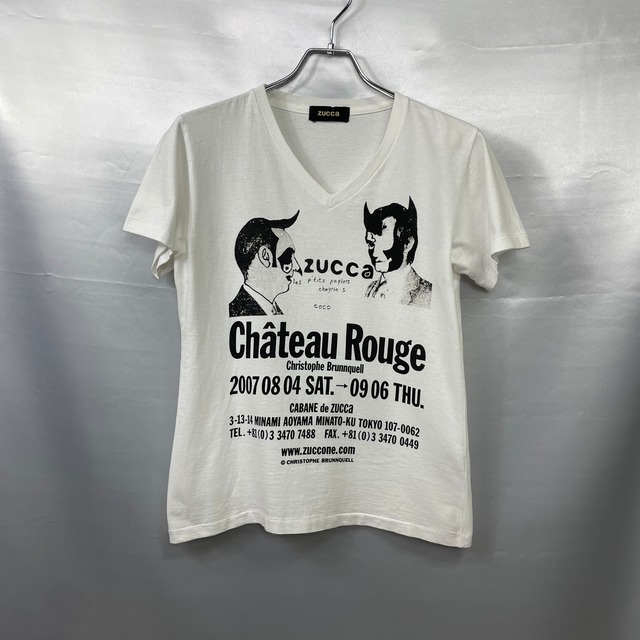 zucca
zucca
les p'tits papiers
chagrin s
coco
Château Rouge
Christophe Brunnquell
2007 08 04 SAT. → 09 06 THU.
CABANE de ZUCCa
3-13-14 MINAMI AOYAMA MINATO-KU TOKYO 107-0062
TEL. +81(0)3 3470 7488 FAX. +81(0)3 3470 0449
www.zuccone.com
© CHRISTOPHE BRUNNQUELL